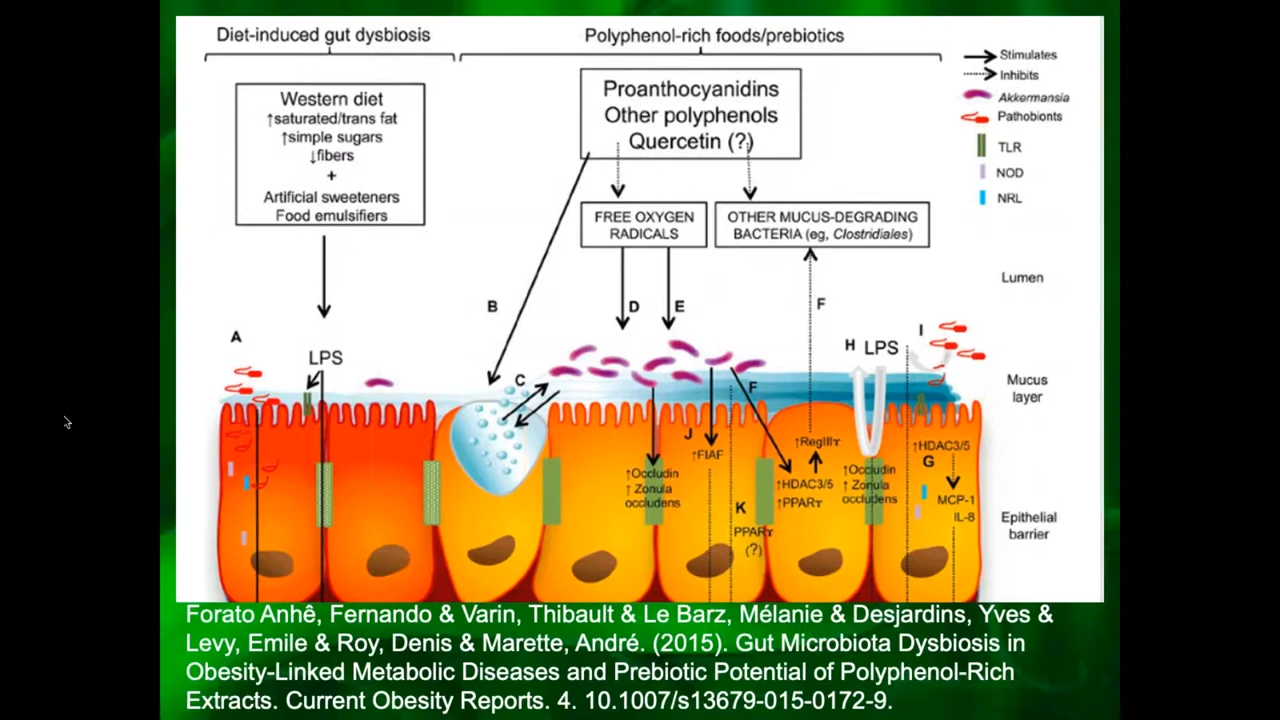 Diet-induced gut dysbiosis
Polyphenol-rich foods/prebiotics
Western diet
↑saturated/trans fat
↑simple sugars
↓fibers
+
Artificial sweeteners
Food emulsifiers
Proanthocyanidins
Other polyphenols
Quercetin (?)
Stimulates
Inhibits
Akkermansia
Pathobionts
TLR
NOD
NRL
FREE OXYGEN
RADICALS
OTHER MUCUS-DEGRADING
BACTERIA (eg, Clostridiales)
Lumen
B
D
E
F
A
LPS
C
H LPS
I
F
Mucus
layer
J
↑FIAF
↑Occludin
↑ Zonula
occludens
K
PPARɤ
(?)
↑RegIIIɤ
↑HDAC3/5
↑PPARɤ
↑Occludin
↑ Zonula
occludens
↑HDAC3/5
G
MCP-1
IL-8
Epithelial
barrier
Forato Anhê, Fernando & Varin, Thibault & Le Barz, Mélanie & Desjardins, Yves &
Levy, Emile & Roy, Denis & Marette, André. (2015). Gut Microbiota Dysbiosis in
Obesity-Linked Metabolic Diseases and Prebiotic Potential of Polyphenol-Rich
Extracts. Current Obesity Reports. 4. 10.1007/s13679-015-0172-9.